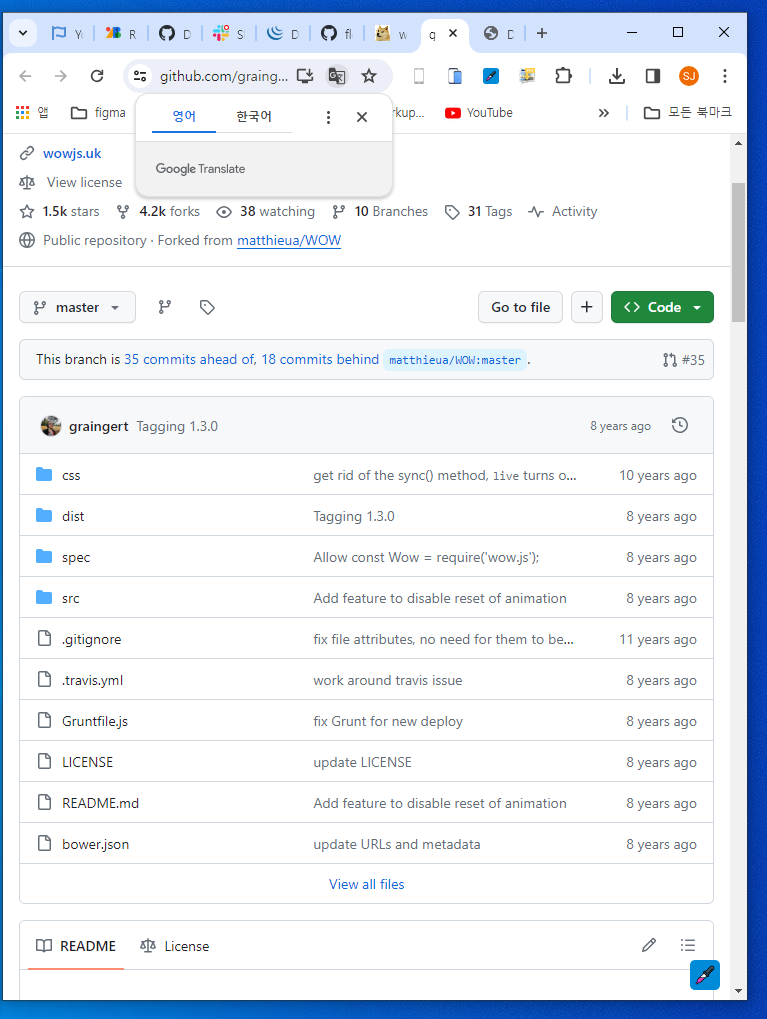 Y
R
D
S
D
fl
w
q
D
github.com/graing...
SJ
앱
figma
rkup...
YouTube
모든 북마크
영어
한국어
Google Translate
wowjs.uk
View license
1.5k stars
4.2k forks
38 watching
10 Branches
31 Tags
Activity
Public repository · Forked from matthieua/WOW
master
Go to file
Code
This branch is 35 commits ahead of, 18 commits behind matthieua/WOW:master .
#35
graingert Tagging 1.3.0 8 years ago
css get rid of the sync() method, live turns o... 10 years ago
dist Tagging 1.3.0 8 years ago
spec Allow const Wow = require('wow.js'); 8 years ago
src Add feature to disable reset of animation 8 years ago
.gitignore fix file attributes, no need for them to be... 11 years ago
.travis.yml work around travis issue 8 years ago
Gruntfile.js fix Grunt for new deploy 8 years ago
LICENSE update LICENSE 8 years ago
README.md Add feature to disable reset of animation 8 years ago
bower.json update URLs and metadata 8 years ago
View all files
README
License